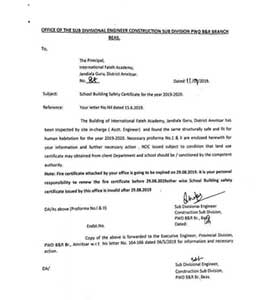 OFFICE OF THE SUB DIVISIONAL ENGINEER CONSTRUCTION SUB DIVISION PWD B&R BRANCH
BEAS.
To,
The Principal,
International Fateh Academy,
Jandiala Guru, District Amritsar.
No. Dated /2019.
Subject: School Building Safety Certificate for the year 2019-2020.
Reference: Your letter No.Nil dated 15.6.2019.
The Building of International Fateh Academy, Jandiala Guru, District Amritsar has
been inspected by site in-charge ( Asstt. Engineer) and found the same structurally safe and fit for
human habitation for the year 2019-2020. Necessary proforma No.I & II are enclosed herewith for
your information and further necessary action , NOC issued subject to condition that land use
certificate may obtained from client Department and school should be / sanctioned by the competent
authority.
Note: Fire certificate attached by your office is going to be expired on 29.08.2019. It is your personal
responsibility to renew the fire certificate before 29.08.2019 other wise School Building safety
certificate issued by this office is invalid after 29.08.2019
DA/As above (Proforma No.I & II)
Sub Divisional Engineer,
Construction Sub Division,
PWD B&R Br.,
Endst No. Dated:
Copy of the above is forwarded to the Executive Engineer, Provincial Division,
PWD B&R Br., Amritsar w.r.t his letter No. 164-166 dated 04/5/2019 for information and necessary
action.
DA/
Sub Divisional Engineer,
Construction Sub Division,
PWD B&R Br., Beas.